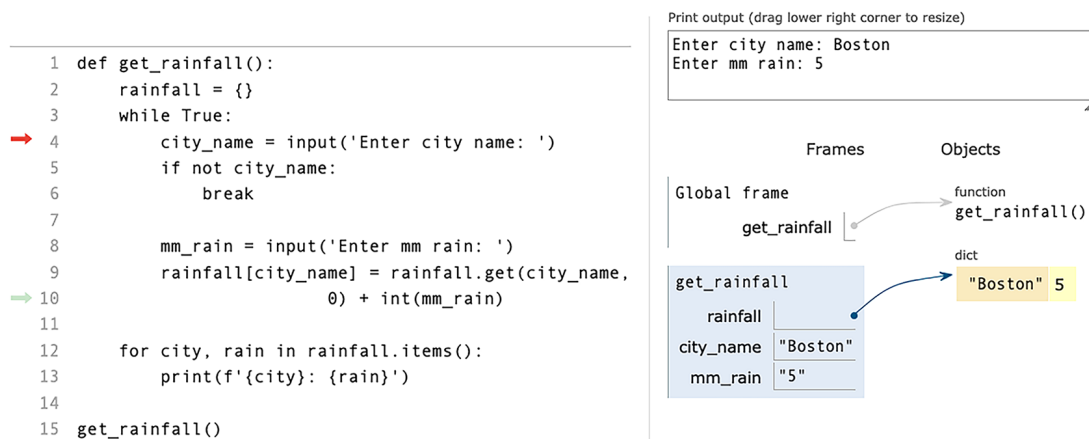 1 def get_rainfall():
2     rainfall = {}
3     while True:
4         city_name = input('Enter city name: ')
5         if not city_name:
6             break
7
8         mm_rain = input('Enter mm rain: ')
9         rainfall[city_name] = rainfall.get(city_name,
10                         0) + int(mm_rain)
11
12     for city, rain in rainfall.items():
13         print(f'{city}: {rain}')
14
15 get_rainfall()
Print output (drag lower right corner to resize)
Enter city name: Boston
Enter mm rain: 5
Frames Objects
Global frame
get_rainfall
function
get_rainfall()
get_rainfall
rainfall
city_name "Boston"
mm_rain "5"
dict
"Boston" 5